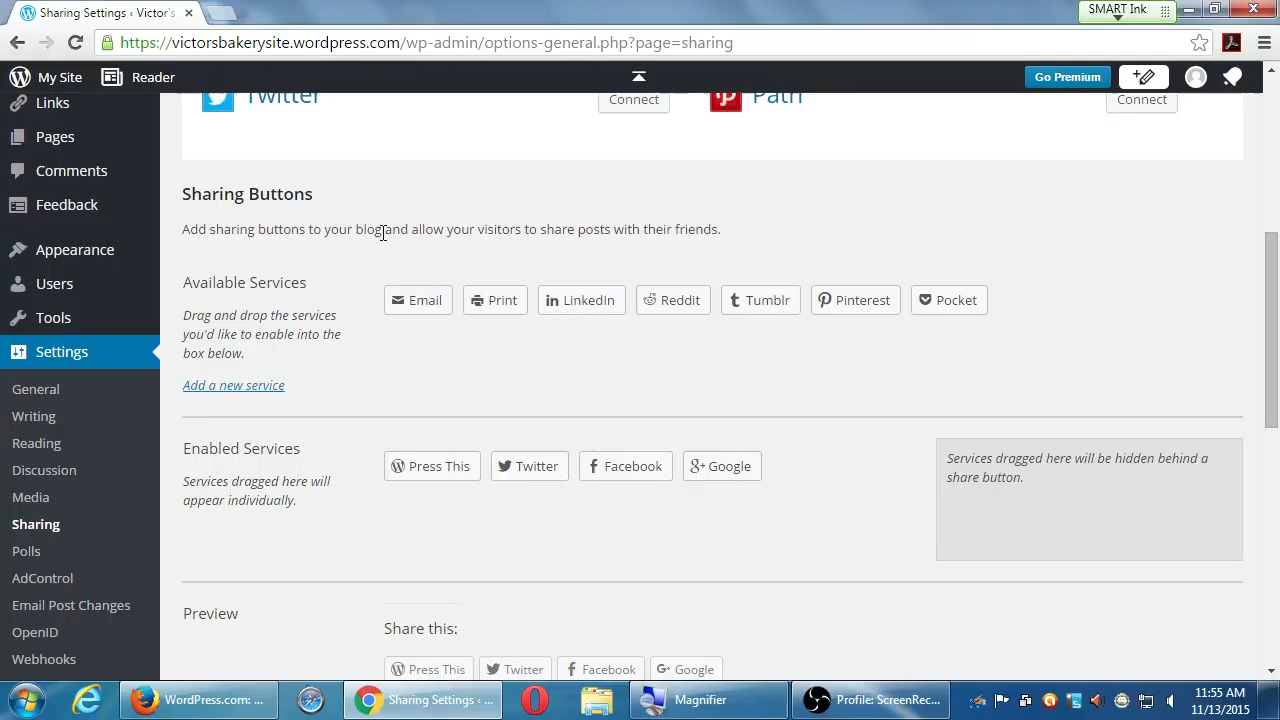 Sharing Settings ‹ Victor's
SMART Ink
https://victorsbakerysite.wordpress.com/wp-admin/options-general.php?page=sharing
My Site Reader Go Premium
Links
Pages
Comments
Feedback
Appearance
Users
Tools
Settings
General
Writing
Reading
Discussion
Media
Sharing
Polls
AdControl
Email Post Changes
OpenID
Webhooks
Twitter Connect Path Connect
Sharing Buttons
Add sharing buttons to your blog and allow your visitors to share posts with their friends.
Available Services
Drag and drop the services
you'd like to enable into the
box below.
Add a new service
Email Print LinkedIn Reddit Tumblr Pinterest Pocket
Enabled Services
Services dragged here will
appear individually.
Press This Twitter Facebook Google
Services dragged here will be hidden behind a
share button.
Preview
Share this:
Press This Twitter Facebook Google
WordPress.com: ... Sharing Settings ‹ ... Magnifier Profile: ScreenRec...
11:55 AM
11/13/2015